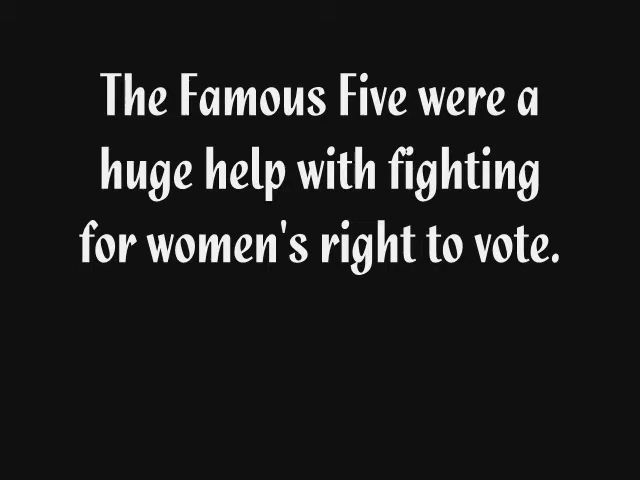 The Famous Five were a
huge help with fighting
for women's right to vote.